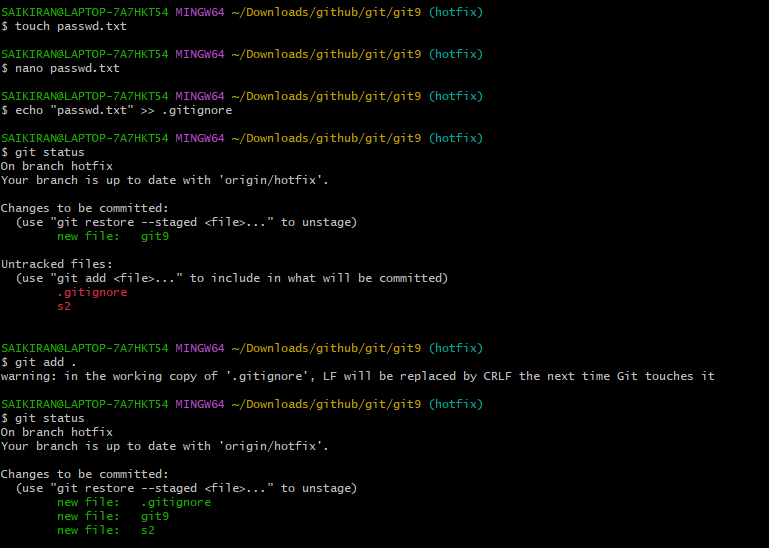 SAIKIRAN@LAPTOP-7A7HKT54 MINGW64 ~/Downloads/github/git/git9 (hotfix)
$ touch passwd.txt
SAIKIRAN@LAPTOP-7A7HKT54 MINGW64 ~/Downloads/github/git/git9 (hotfix)
$ nano passwd.txt
SAIKIRAN@LAPTOP-7A7HKT54 MINGW64 ~/Downloads/github/git/git9 (hotfix)
$ echo "passwd.txt" >> .gitignore
SAIKIRAN@LAPTOP-7A7HKT54 MINGW64 ~/Downloads/github/git/git9 (hotfix)
$ git status
On branch hotfix
Your branch is up to date with 'origin/hotfix'.
Changes to be committed:
  (use "git restore --staged <file>..." to unstage)
        new file:   git9
Untracked files:
  (use "git add <file>..." to include in what will be committed)
        .gitignore
        s2
SAIKIRAN@LAPTOP-7A7HKT54 MINGW64 ~/Downloads/github/git/git9 (hotfix)
$ git add .
warning: in the working copy of '.gitignore', LF will be replaced by CRLF the next time Git touches it
SAIKIRAN@LAPTOP-7A7HKT54 MINGW64 ~/Downloads/github/git/git9 (hotfix)
$ git status
On branch hotfix
Your branch is up to date with 'origin/hotfix'.
Changes to be committed:
  (use "git restore --staged <file>..." to unstage)
        new file:   .gitignore
        new file:   git9
        new file:   s2